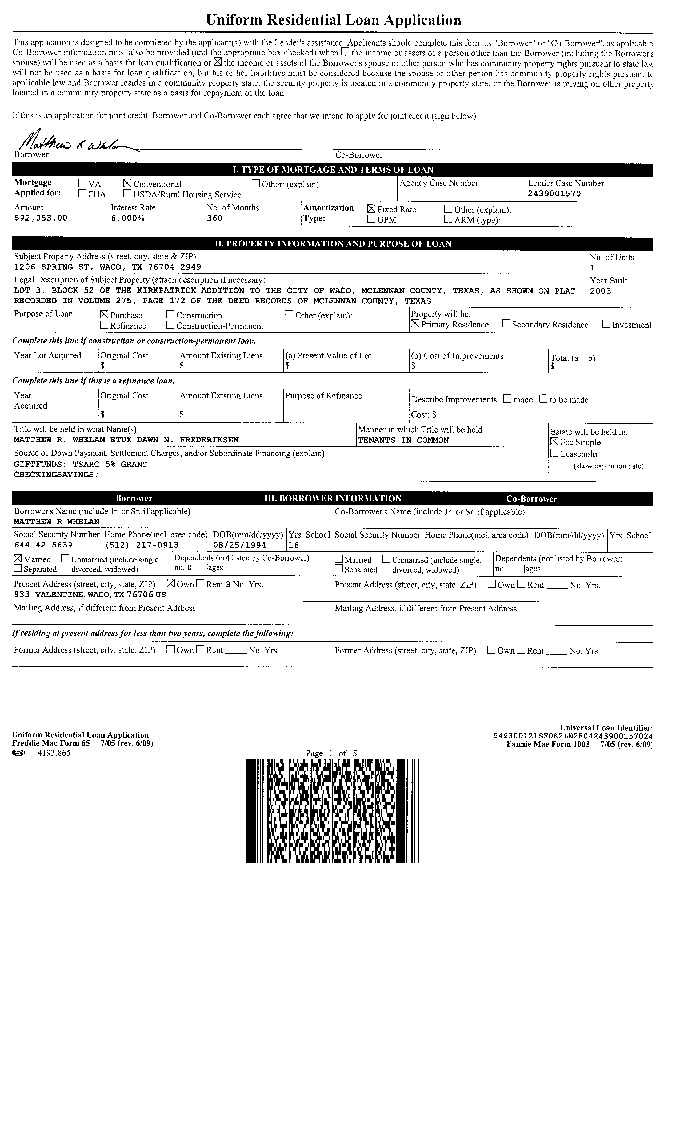 Uniform Residential Loan Application
This application is designed to be completed by the applicant(s) with the Lender's assistance. Applicants should complete this form as "Borrower" or "Co-Borrower", as applicable.
Co-Borrower information must also be provided (and the appropriate box checked) when the income or assets of a person other than the Borrower (including the Borrower's
spouse) will be used as a basis for loan qualification or the income or assets of the Borrower's spouse or other person who has community property rights pursuant to state law
will not be used as a basis for loan qualification, but his or her liabilities must be considered because the spouse or other person has community property rights pursuant to
applicable law and Borrower resides in a community property state, the security property is located in a community property state, or the Borrower is relying on other property
located in a community property state as a basis for repayment of the loan.
If this is an application for joint credit, Borrower and Co-Borrower each agree that we intend to apply for joint credit (sign below)
Borrower Co-Borrower
I. TYPE OF MORTGAGE AND TERMS OF LOAN
Mortgage VA Conventional Other (explain) Agency Case Number Lender Case Number
Applied for: FHA USDA/Rural Housing Service
Amount Interest Rate No. of Months Amortization Fixed Rate Other (explain):
6.000% 360 Type: GPM ARM (type):
II. PROPERTY INFORMATION AND PURPOSE OF LOAN
Subject Property Address (street, city, state & ZIP) No. of Units
SPRING ST, WACO, TX 76704 2949 1
Legal Description of Subject Property (attach description if necessary) Year Built
LOT 3, BLOCK 52 OF THE KIRKPATRICK ADDITION TO THE CITY OF WACO, MCLENNAN COUNTY, TEXAS, AS SHOWN ON PLAT
RECORDED IN VOLUME 275, PAGE 172 OF THE DEED RECORDS OF MCLENNAN COUNTY, TEXAS
Purpose of Loan Purchase Construction Other (explain): Property will be:
Refinance Construction-Permanent Primary Residence Secondary Residence Investment
Complete this line if construction or construction-permanent loan.
Year Lot Acquired Original Cost Amount Existing Liens (a) Present Value of Lot (b) Cost of Improvements Total (a + b)
$ $ $ $ $
Complete this line if this is a refinance loan.
Year Original Cost Amount Existing Liens Purpose of Refinance Describe Improvements made to be made
Acquired
$ $ Cost: $
Title will be held in what Name(s) Manner in which Title will be held Estate will be held in:
MATTHEW R. WHELAN ETUX DAWN N. FREDERIKSEN TENANTS IN COMMON Fee Simple
Source of Down Payment, Settlement Charges, and/or Subordinate Financing (explain) Leasehold
GIFTFUNDS: TSAHC 5% GRANT (show expiration date)
CHECKINGSAVINGS:
Borrower III. BORROWER INFORMATION Co-Borrower
Borrower's Name (include Jr. or Sr. if applicable) Co-Borrower's Name (include Jr. or Sr. if applicable)
MATTHEW R WHELAN
Social Security Number Home Phone (incl. area code) DOB (mm/dd/yyyy) Yrs. School Social Security Number Home Phone (incl. area code) DOB (mm/dd/yyyy) Yrs. School
644 42 5639 (512) 217-0913 08/25/1994 16
Married Unmarried (include single, Dependents (not listed by Co-Borrower) Married Unmarried (include single, Dependents (not listed by Borrower)
Separated divorced, widowed) no. 0 ages Separated divorced, widowed) no. ages
Present Address (street, city, state, ZIP) Own Rent 3 No. Yrs. Present Address (street, city, state, ZIP) Own Rent No. Yrs.
933 VALENTINE, WACO, TX 76706 US
Mailing Address, if different from Present Address Mailing Address, if different from Present Address
If residing at present address for less than two years, complete the following:
Former Address (street, city, state, ZIP) Own Rent No. Yrs. Former Address (street, city, state, ZIP) Own Rent No. Yrs.
Universal Loan Identifier:
Uniform Residential Loan Application
Freddie Mac Form 65 7/05 (rev. 6/09) Fannie Mae Form 1003 7/05 (rev. 6/09)
Page 1 of 5